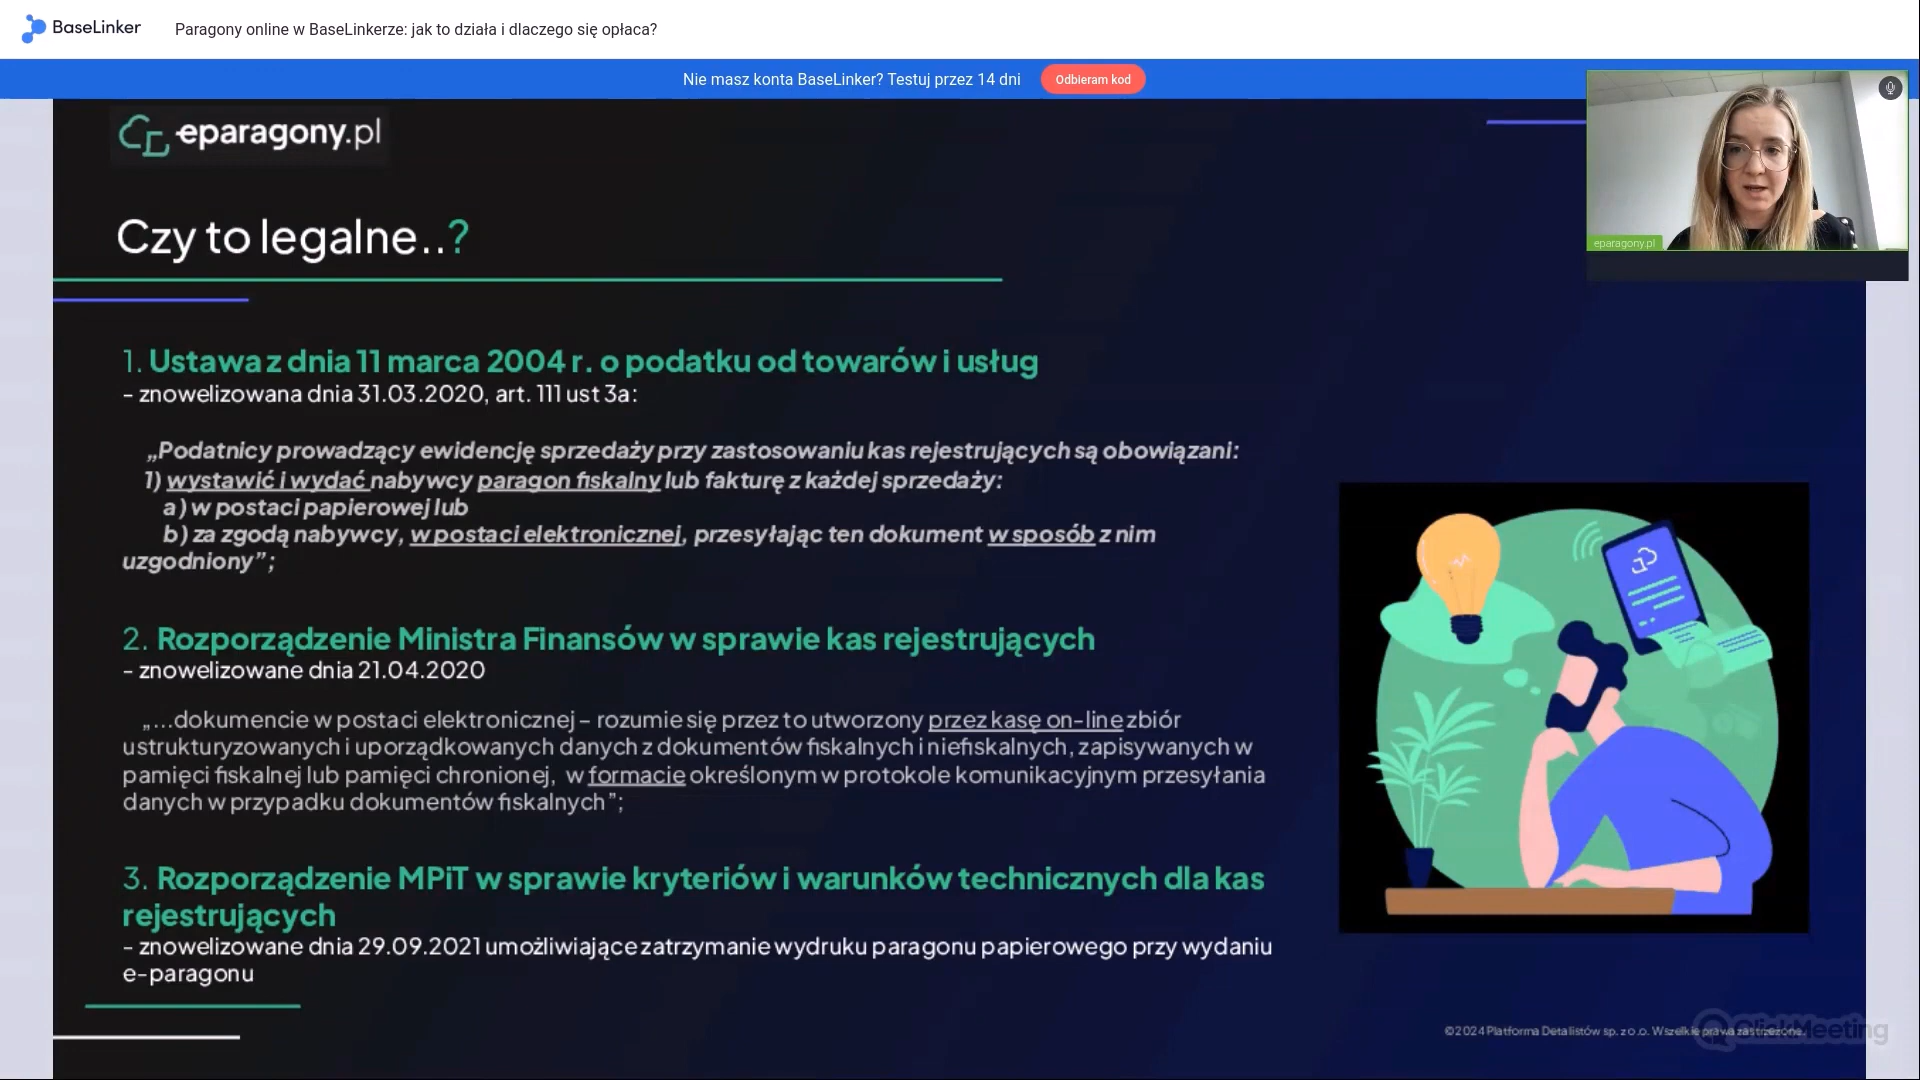 BaseLinker
Paragony online w BaseLinkerze: jak to działa i dlaczego się opłaca?
Nie masz konta BaseLinker? Testuj przez 14 dni
Odbieram kod
eparagony.pl
eparagony.pl
Czy to legalne..?
1. Ustawa z dnia 11 marca 2004 r. o podatku od towarów i usług
- znowelizowana dnia 31.03.2020, art. 111 ust 3a:
„Podatnicy prowadzący ewidencję sprzedaży przy zastosowaniu kas rejestrujących są obowiązani:
1) wystawić i wydać nabywcy paragon fiskalny lub fakturę z każdej sprzedaży:
a) w postaci papierowej lub
b) za zgodą nabywcy, w postaci elektronicznej, przesyłając ten dokument w sposób z nim
uzgodniony”;
2. Rozporządzenie Ministra Finansów w sprawie kas rejestrujących
- znowelizowane dnia 21.04.2020
„...dokumencie w postaci elektronicznej – rozumie się przez to utworzony przez kasę on-line zbiór
ustrukturyzowanych i uporządkowanych danych z dokumentów fiskalnych i niefiskalnych, zapisywanych w
pamięci fiskalnej lub pamięci chronionej, w formacie określonym w protokole komunikacyjnym przesyłania
danych w przypadku dokumentów fiskalnych”;
3. Rozporządzenie MPiT w sprawie kryteriów i warunków technicznych dla kas
rejestrujących
- znowelizowane dnia 29.09.2021 umożliwiające zatrzymanie wydruku paragonu papierowego przy wydaniu
e-paragonu
©2024 Platforma Detalistów sp. z o .o. Wszelkie prawa zastrzeżone.
ClickMeeting